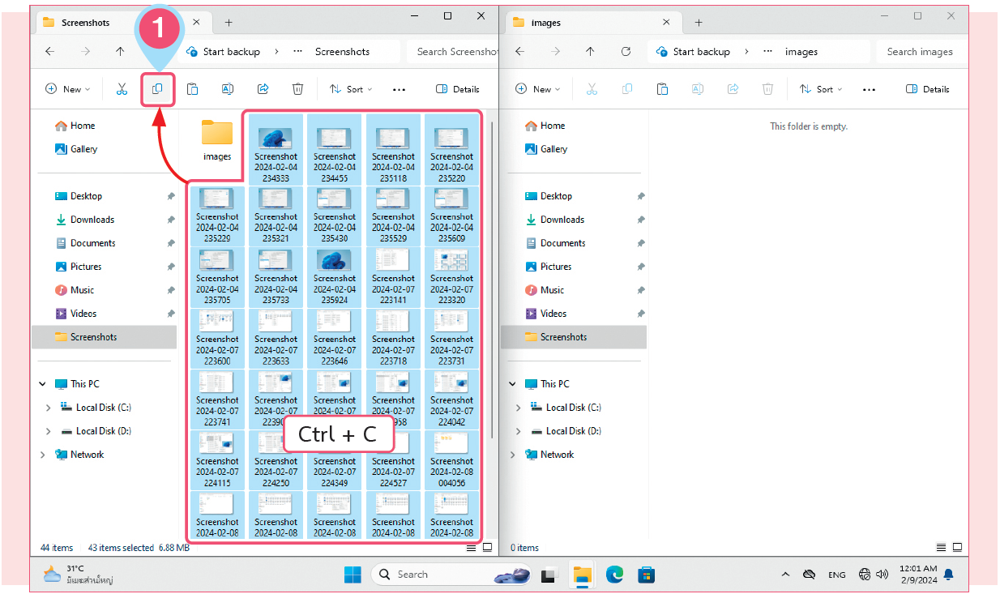 Screenshots
1
images
Start backup
Screenshots
Search Screenshot
Start backup
images
Search images
New
Sort
Details
New
Sort
Details
Home
Gallery
Desktop
Downloads
Documents
Pictures
Music
Videos
Screenshots
This PC
Local Disk (C:)
Local Disk (D:)
Network
images
Screenshot
2024-02-04
234333
Screenshot
2024-02-04
234455
Screenshot
2024-02-04
235118
Screenshot
2024-02-04
235220
Screenshot
2024-02-04
235229
Screenshot
2024-02-04
235321
Screenshot
2024-02-04
235430
Screenshot
2024-02-04
235529
Screenshot
2024-02-04
235609
Screenshot
2024-02-04
235705
Screenshot
2024-02-04
235733
Screenshot
2024-02-04
235924
Screenshot
2024-02-07
223141
Screenshot
2024-02-07
223320
Screenshot
2024-02-07
223600
Screenshot
2024-02-07
223633
Screenshot
2024-02-07
223646
Screenshot
2024-02-07
223718
Screenshot
2024-02-07
223731
Screenshot
2024-02-07
223741
Screenshot
2024-02-07
Screenshot
2024-02-07
Screenshot
2024-02-07
Screenshot
2024-02-07
224042
Ctrl + C
Screenshot
2024-02-07
224115
Screenshot
2024-02-07
224250
Screenshot
2024-02-07
224349
Screenshot
2024-02-07
224527
Screenshot
2024-02-08
004056
Screenshot
2024-02-08
Screenshot
2024-02-08
Screenshot
2024-02-08
Screenshot
2024-02-08
Screenshot
2024-02-08
44 items
43 items selected 6.88 MB
Home
Gallery
Desktop
Downloads
Documents
Pictures
Music
Videos
Screenshots
This PC
Local Disk (C:)
Local Disk (D:)
Network
This folder is empty.
0 items
31°C
มีเมฆส่วนใหญ่
Search
ENG
12:01 AM
2/9/2024